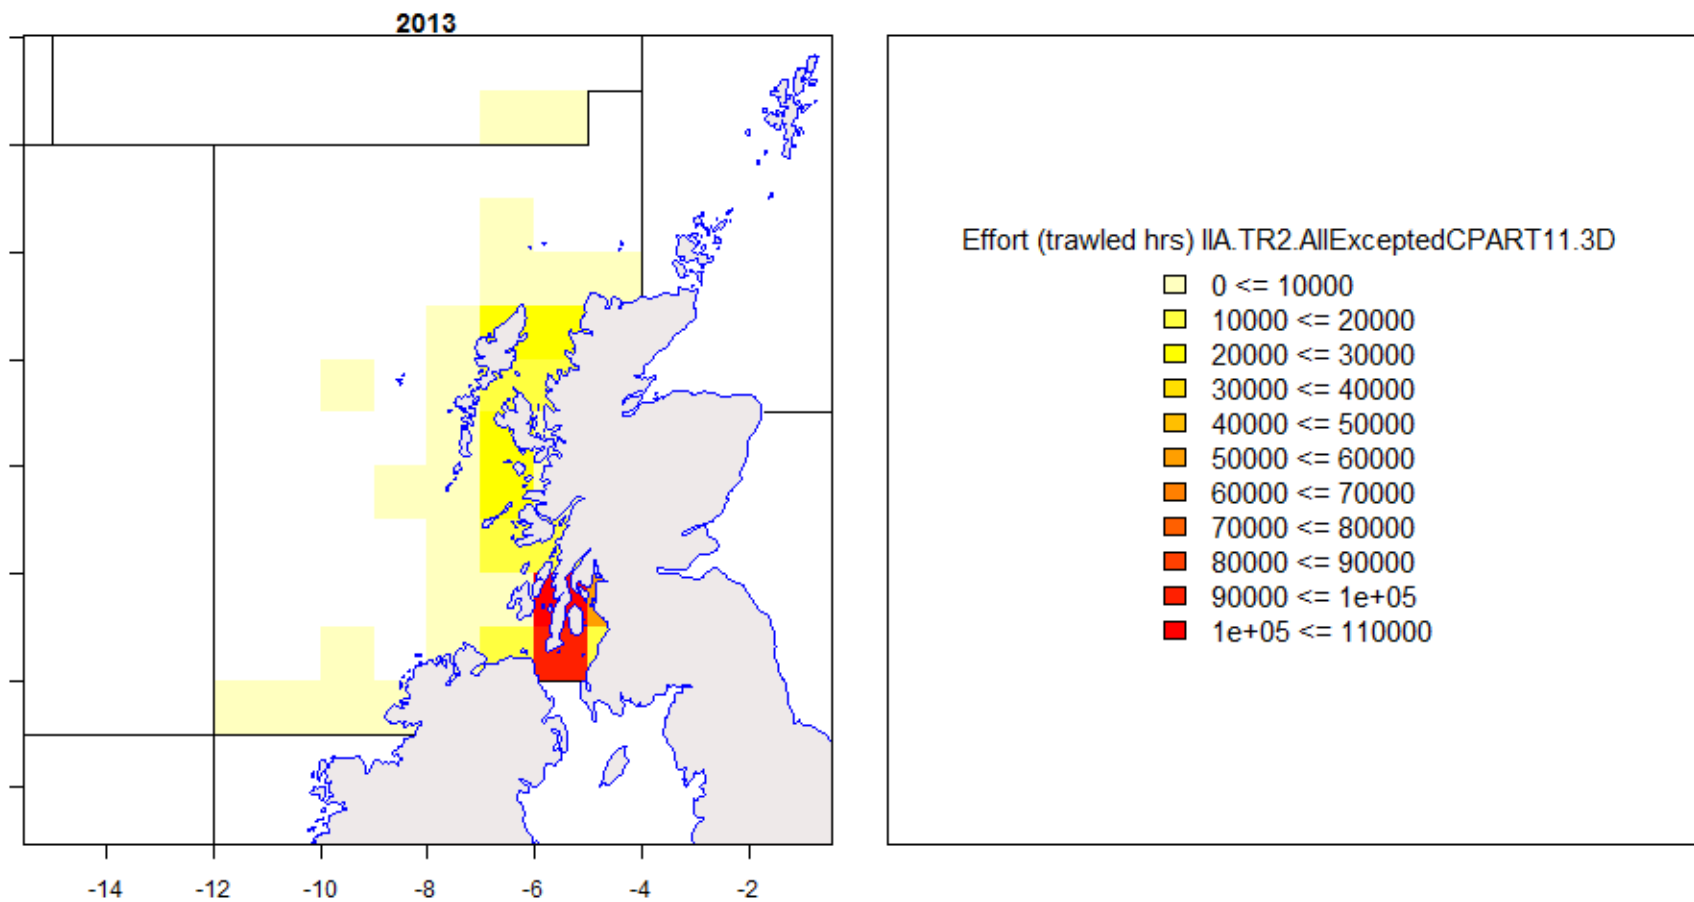 2013
Effort (trawled hrs) IIA.TR2.AllExceptedCPART11.3D
0 <= 10000
10000 <= 20000
20000 <= 30000
30000 <= 40000
40000 <= 50000
50000 <= 60000
60000 <= 70000
70000 <= 80000
80000 <= 90000
90000 <= 1e+05
1e+05 <= 110000
-14 -12 -10 -8 -6 -4 -2